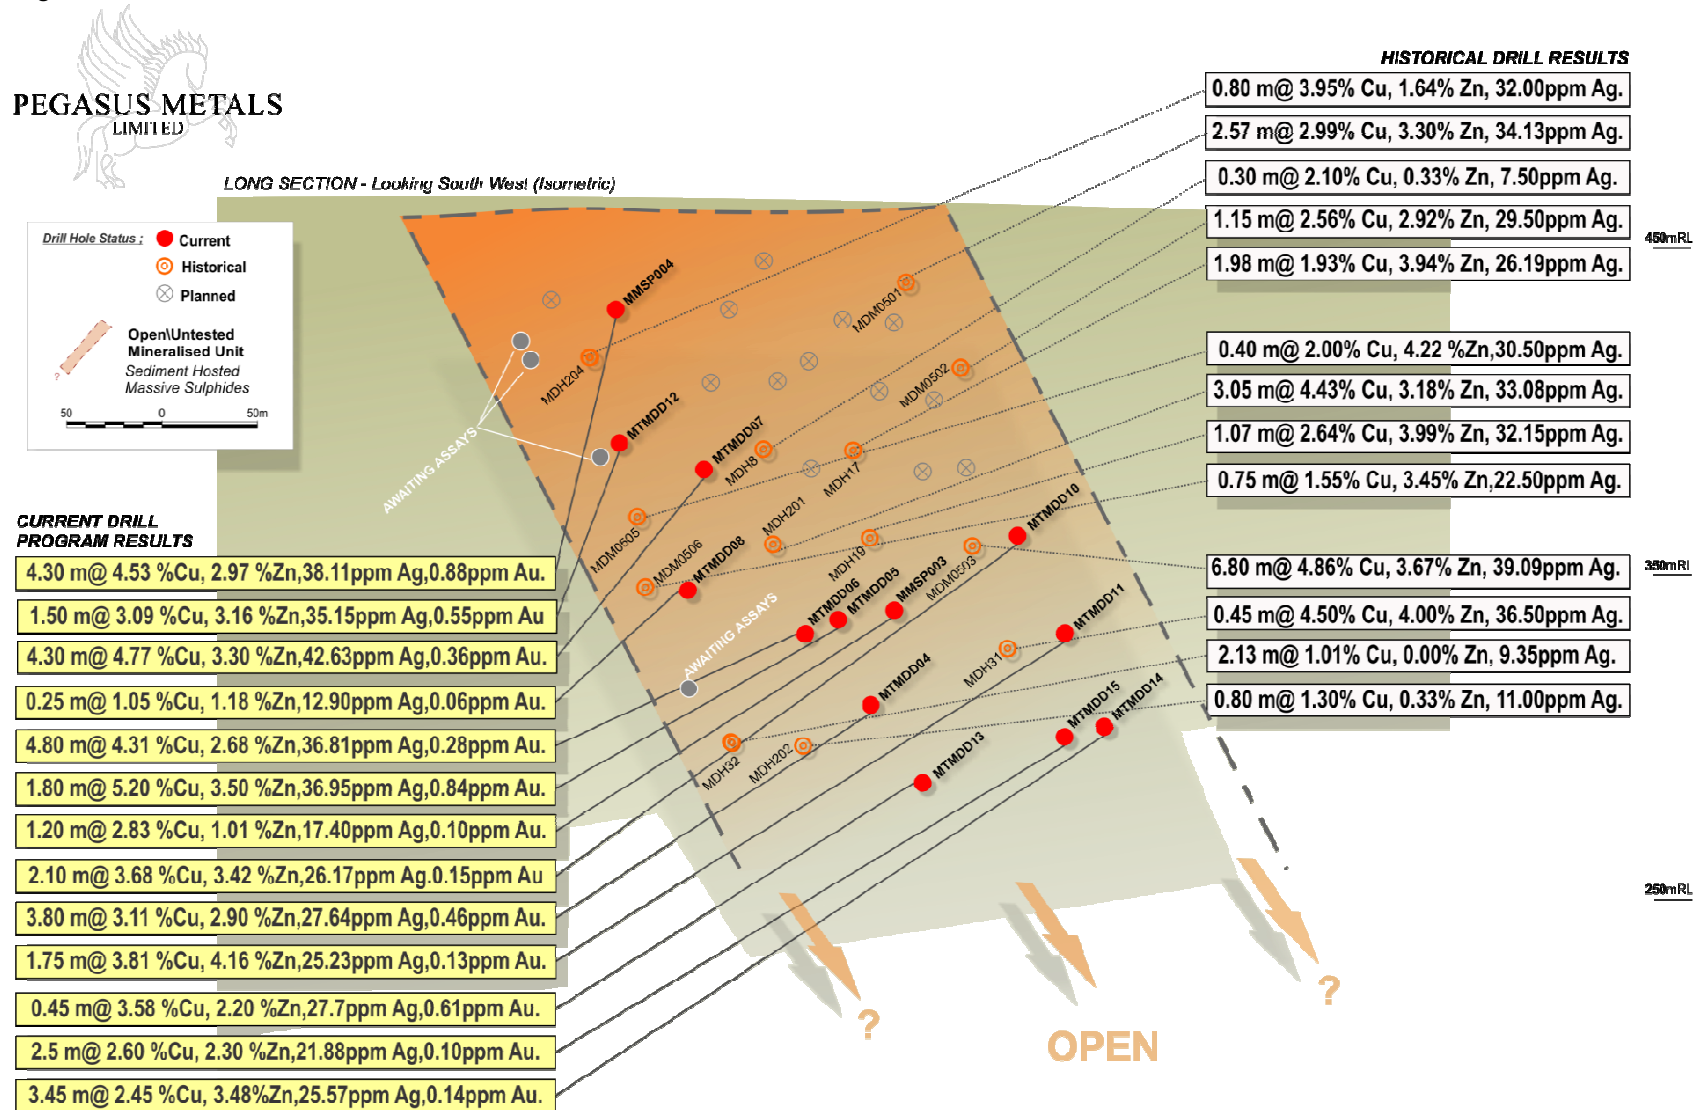 PEGASUS METALS
LIMITED
LONG SECTION - Looking South West (Isometric)
Drill Hole Status ;
Current
Historical
Planned
Open\Untested
Mineralised Unit
Sediment Hosted
Massive Sulphides
?
50 0 50m
HISTORICAL DRILL RESULTS
0.80 m@ 3.95% Cu, 1.64% Zn, 32.00ppm Ag.
2.57 m@ 2.99% Cu, 3.30% Zn, 34.13ppm Ag.
0.30 m@ 2.10% Cu, 0.33% Zn, 7.50ppm Ag.
1.15 m@ 2.56% Cu, 2.92% Zn, 29.50ppm Ag.
1.98 m@ 1.93% Cu, 3.94% Zn, 26.19ppm Ag.
0.40 m@ 2.00% Cu, 4.22 %Zn,30.50ppm Ag.
3.05 m@ 4.43% Cu, 3.18% Zn, 33.08ppm Ag.
1.07 m@ 2.64% Cu, 3.99% Zn, 32.15ppm Ag.
0.75 m@ 1.55% Cu, 3.45% Zn,22.50ppm Ag.
6.80 m@ 4.86% Cu, 3.67% Zn, 39.09ppm Ag.
0.45 m@ 4.50% Cu, 4.00% Zn, 36.50ppm Ag.
2.13 m@ 1.01% Cu, 0.00% Zn, 9.35ppm Ag.
0.80 m@ 1.30% Cu, 0.33% Zn, 11.00ppm Ag.
450mRL
350mRl
250mRL
MMSP004
MDM0501
MDH204
MDM0502
MTMDD12
MTMDD07
MDH8
MDH17
AWAITING ASSAYS
MDM0505
MDH201
MTMDD10
MDM0506
MTMDD08
MDH19
MDM0503
MTMDD06
MTMDD05
MMSP003
MTMDD11
AWAITING ASSAYS
MDH31
MTMDD04
MTMDD15
MTMDD14
MDH32
MDH202
MTMDD13
CURRENT DRILL
PROGRAM RESULTS
4.30 m@ 4.53 %Cu, 2.97 %Zn,38.11ppm Ag,0.88ppm Au.
1.50 m@ 3.09 %Cu, 3.16 %Zn,35.15ppm Ag,0.55ppm Au
4.30 m@ 4.77 %Cu, 3.30 %Zn,42.63ppm Ag,0.36ppm Au.
0.25 m@ 1.05 %Cu, 1.18 %Zn,12.90ppm Ag,0.06ppm Au.
4.80 m@ 4.31 %Cu, 2.68 %Zn,36.81ppm Ag,0.28ppm Au.
1.80 m@ 5.20 %Cu, 3.50 %Zn,36.95ppm Ag,0.84ppm Au.
1.20 m@ 2.83 %Cu, 1.01 %Zn,17.40ppm Ag,0.10ppm Au.
2.10 m@ 3.68 %Cu, 3.42 %Zn,26.17ppm Ag.0.15ppm Au
3.80 m@ 3.11 %Cu, 2.90 %Zn,27.64ppm Ag,0.46ppm Au.
1.75 m@ 3.81 %Cu, 4.16 %Zn,25.23ppm Ag,0.13ppm Au.
0.45 m@ 3.58 %Cu, 2.20 %Zn,27.7ppm Ag,0.61ppm Au.
2.5 m@ 2.60 %Cu, 2.30 %Zn,21.88ppm Ag,0.10ppm Au.
3.45 m@ 2.45 %Cu, 3.48%Zn,25.57ppm Ag,0.14ppm Au.
?
OPEN
?